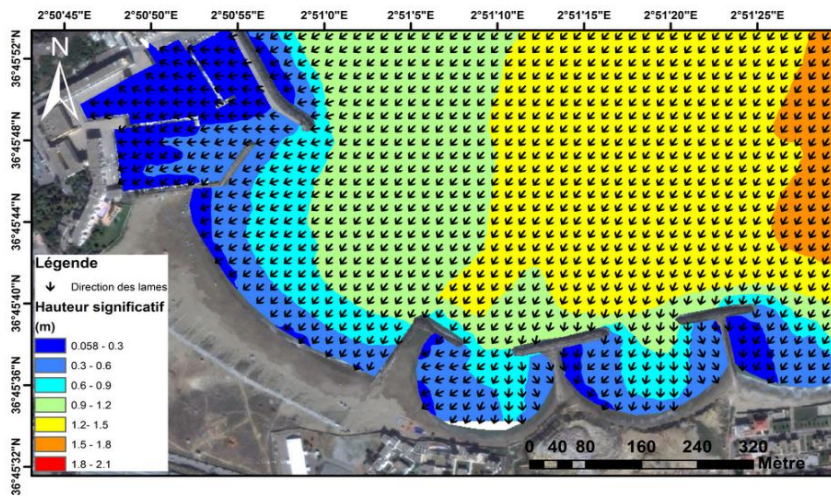 2°50'45"E 2°50'50"E 2°50'55"E 2°51'0"E 2°51'5"E 2°51'10"E 2°51'15"E 2°51'20"E 2°51'25"E
N
36°45'52"N
36°45'48"N
36°45'44"N
36°45'40"N
36°45'36"N
36°45'32"N
Légende
Direction des lames
Hauteur significatif
(m)
0.058 - 0.3
0.3 - 0.6
0.6 - 0.9
0.9 - 1.2
1.2 - 1.5
1.5 - 1.8
1.8 - 2.1
0 40 80 160 240 320
Mètre